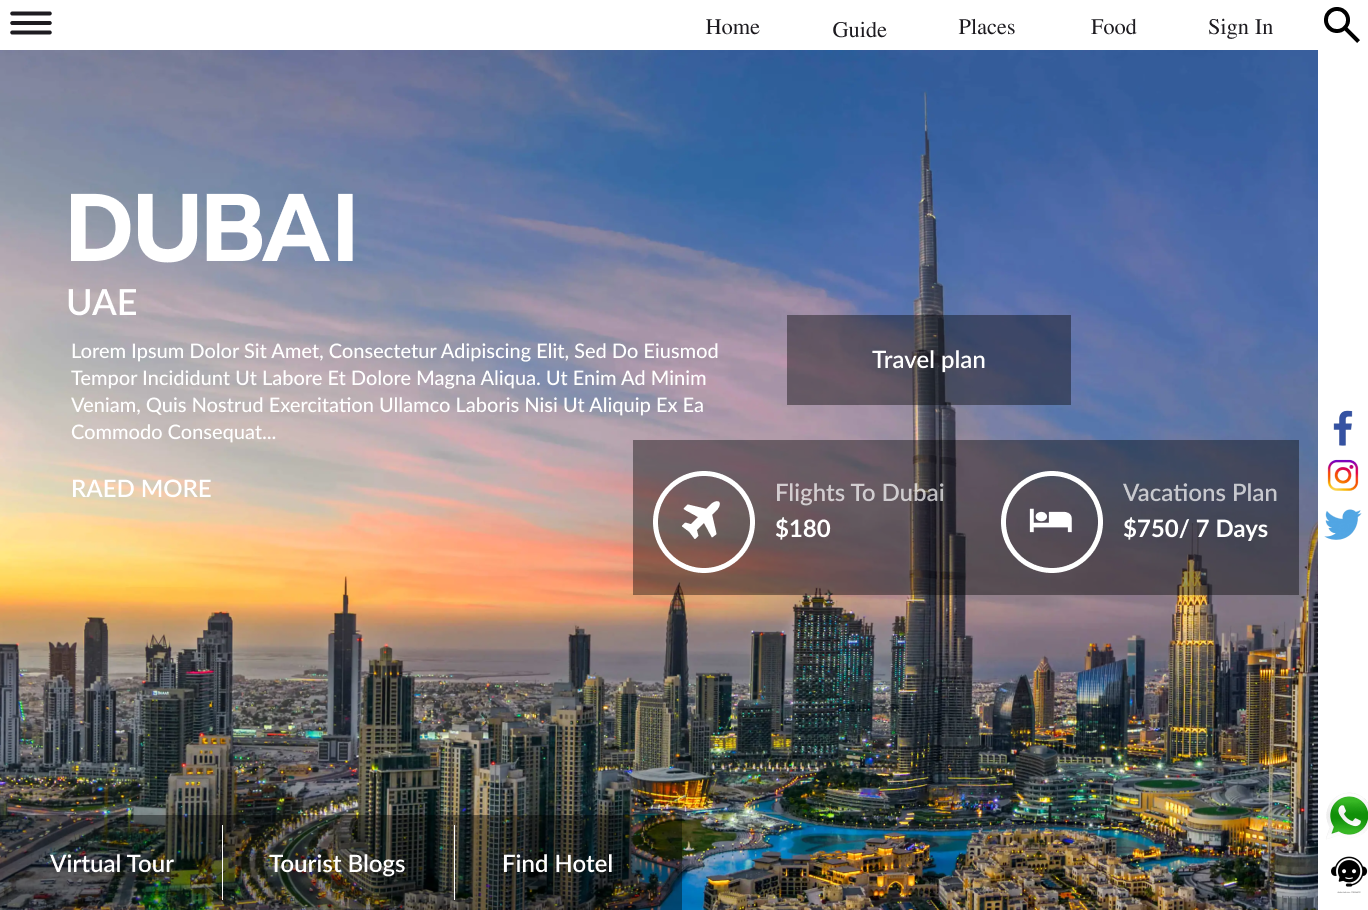 Home
Guide
Places
Food
Sign In
DUBAI
UAE
Lorem Ipsum Dolor Sit Amet, Consectetur Adipiscing Elit, Sed Do Eiusmod
Tempor Incididunt Ut Labore Et Dolore Magna Aliqua. Ut Enim Ad Minim
Veniam, Quis Nostrud Exercitation Ullamco Laboris Nisi Ut Aliquip Ex Ea
Commodo Consequat...
RAED MORE
Travel plan
Flights To Dubai
$180
Vacations Plan
$750/ 7 Days
Virtual Tour
Tourist Blogs
Find Hotel